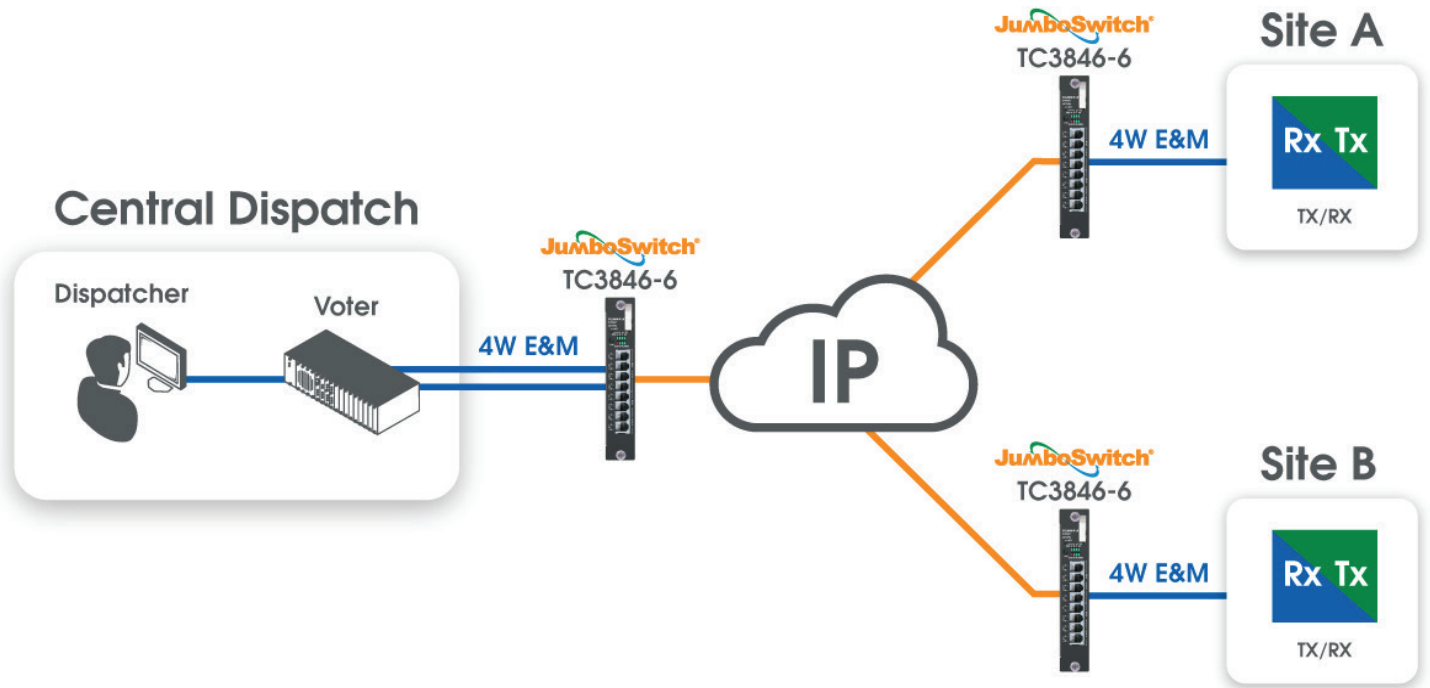 JumboSwitch®
TC3846-6
Site A
4W E&M
Rx Tx
TX/RX
Central Dispatch
Dispatcher
Voter
4W E&M
JumboSwitch®
TC3846-6
IP
JumboSwitch®
TC3846-6
Site B
4W E&M
Rx Tx
TX/RX